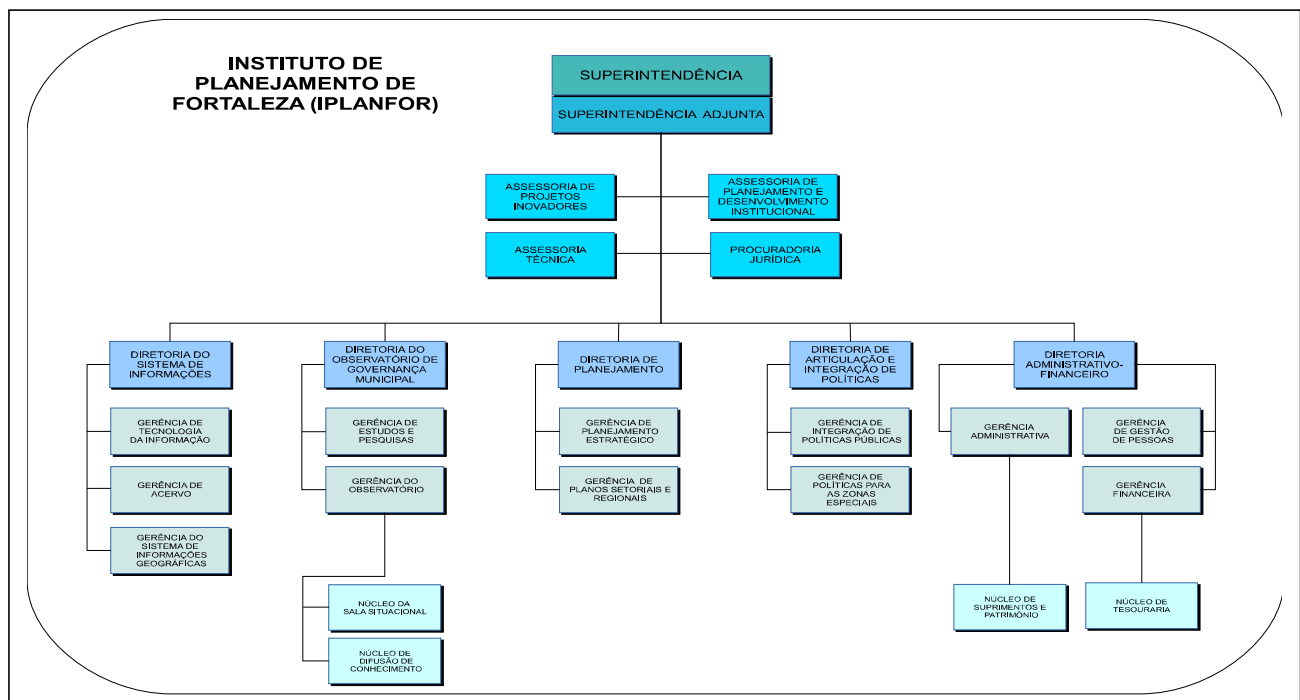 INSTITUTO DE
PLANEJAMENTO DE
FORTALEZA (IPLANFOR)
SUPERINTENDÊNCIA
SUPERINTENDÊNCIA ADJUNTA
ASSESSORIA DE
PROJETOS
INOVADORES
ASSESSORIA DE
PLANEJAMENTO E
DESENVOLVIMENTO
INSTITUCIONAL
ASSESSORIA
TÉCNICA
PROCURADORIA
JURÍDICA
DIRETORIA DO
SISTEMA DE
INFORMAÇÕES
DIRETORIA DO
OBSERVATÓRIO DE
GOVERNANÇA
MUNICIPAL
DIRETORIA DE
PLANEJAMENTO
DIRETORIA DE
ARTICULAÇÃO E
INTEGRAÇÃO DE
POLÍTICAS
DIRETORIA
ADMINISTRATIVO-
FINANCEIRO
GERÊNCIA DE
TECNOLOGIA
DA INFORMAÇÃO
GERÊNCIA DE
ESTUDOS E
PESQUISAS
GERÊNCIA DE
PLANEJAMENTO
ESTRATÉGICO
GERÊNCIA DE
INTEGRAÇÃO DE
POLÍTICAS PÚBLICAS
GERÊNCIA
ADMINISTRATIVA
GERÊNCIA
DE GESTÃO
DE PESSOAS
GERÊNCIA DE
ACERVO
GERÊNCIA DO
OBSERVATÓRIO
GERÊNCIA DE
PLANOS SETORIAIS E
REGIONAIS
GERÊNCIA DE
POLÍTICAS PARA
AS ZONAS
ESPECIAIS
GERÊNCIA
FINANCEIRA
GERÊNCIA DO
SISTEMA DE
INFORMAÇÕES
GEOGRÁFICAS
NÚCLEO DA
SALA SITUACIONAL
NÚCLEO DE
SUPRIMENTOS E
PATRIMÔNIO
NÚCLEO DE
TESOURARIA
NÚCLEO DE
DIFUSÃO DE
CONHECIMENTO